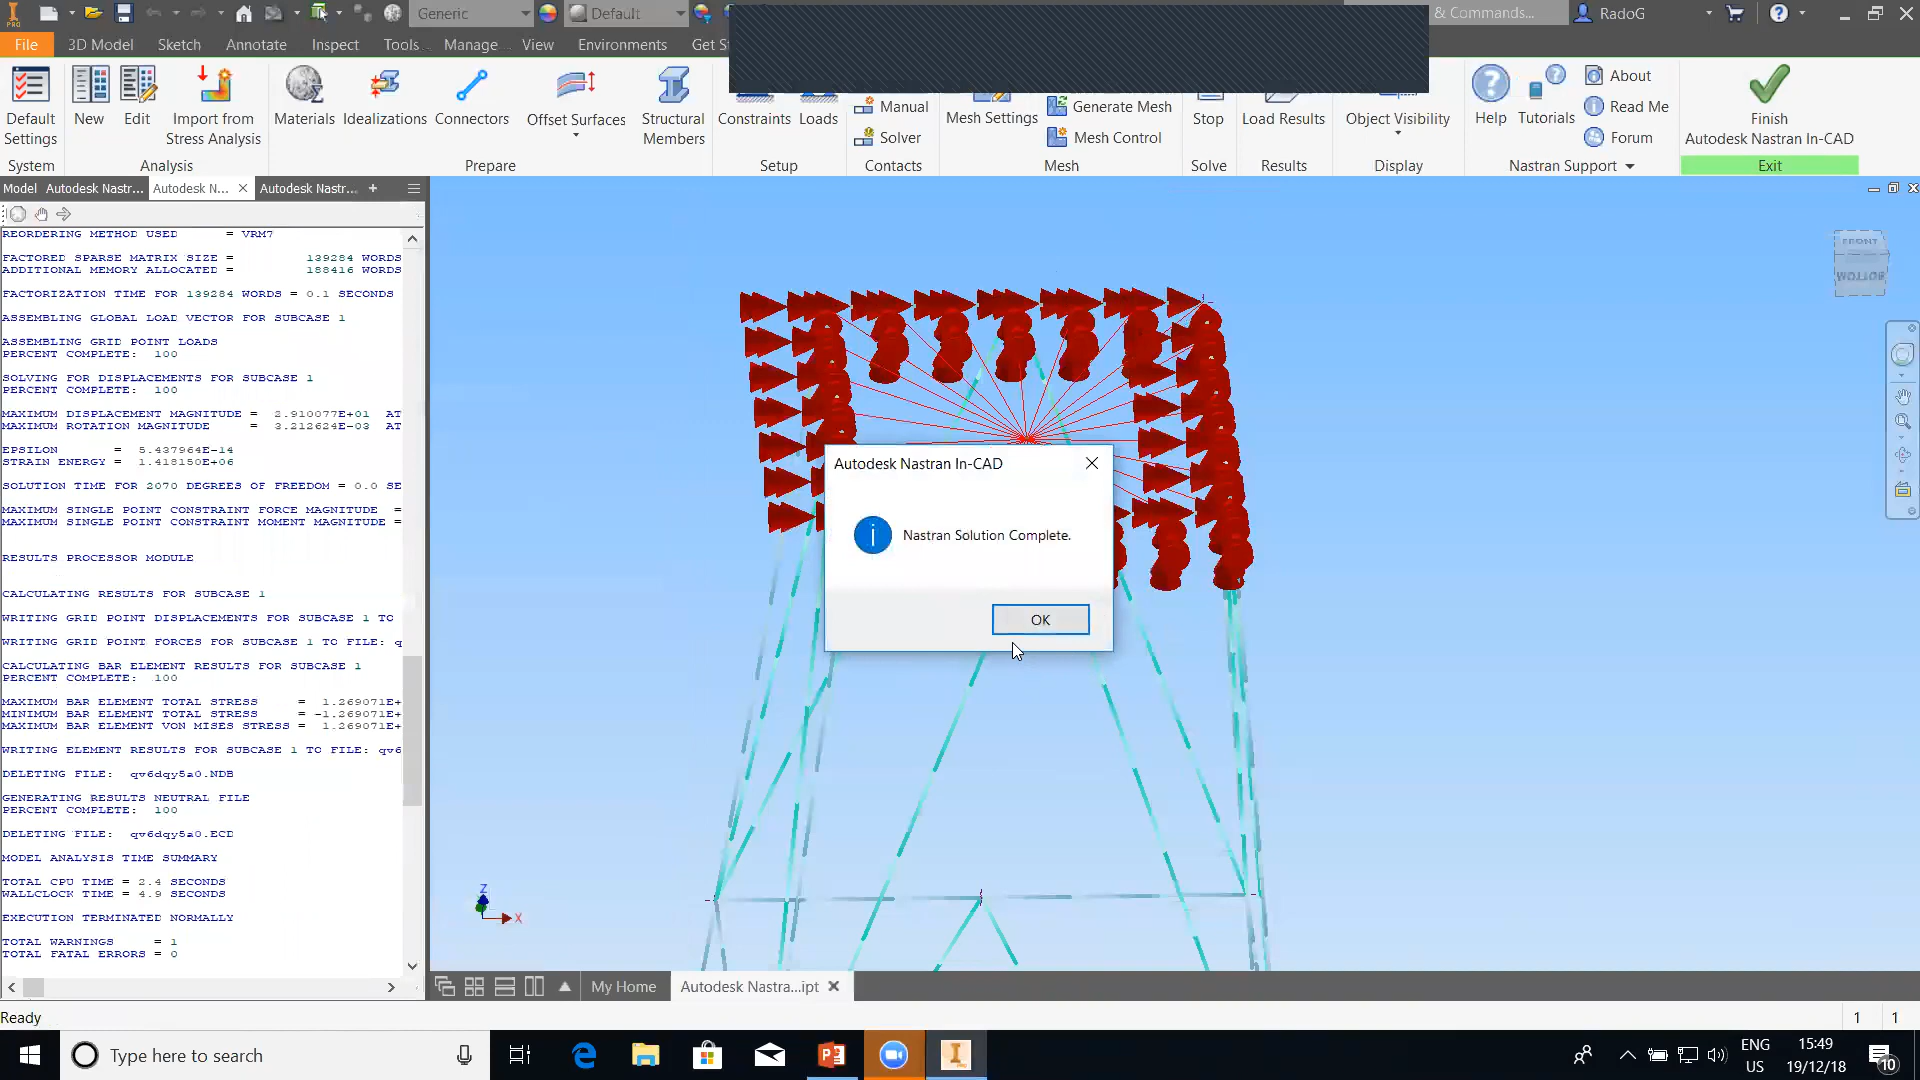 PRO
Generic
Default
& Commands...
RadoG
File
3D Model
Sketch
Annotate
Inspect
Tools
Manage
View
Environments
Get St
Default
Settings
New
Edit
Import from
Stress Analysis
Materials
Idealizations
Connectors
Offset Surfaces
Structural
Members
Constraints
Loads
Manual
Solver
Mesh Settings
Generate Mesh
Mesh Control
Stop
Load Results
Object Visibility
Help
Tutorials
About
Read Me
Forum
Finish
Autodesk Nastran In-CAD
System
Analysis
Prepare
Setup
Contacts
Mesh
Solve
Results
Display
Nastran Support
Exit
Model
Autodesk Nastr...
Autodesk N...
Autodesk Nastr...
REORDERING METHOD USED = VRM7
FACTORED SPARSE MATRIX SIZE = 139284 WORDS
ADDITIONAL MEMORY ALLOCATED = 188416 WORDS
FACTORIZATION TIME FOR 139284 WORDS = 0.1 SECONDS
ASSEMBLING GLOBAL LOAD VECTOR FOR SUBCASE 1
ASSEMBLING GRID POINT LOADS
PERCENT COMPLETE: 100
SOLVING FOR DISPLACEMENTS FOR SUBCASE 1
PERCENT COMPLETE: 100
MAXIMUM DISPLACEMENT MAGNITUDE = 2.910077E+01 AT
MAXIMUM ROTATION MAGNITUDE = 3.212624E-03 AT
EPSILON = 5.437964E-14
STRAIN ENERGY = 1.418150E+06
SOLUTION TIME FOR 2070 DEGREES OF FREEDOM = 0.0 SE
MAXIMUM SINGLE POINT CONSTRAINT FORCE MAGNITUDE =
MAXIMUM SINGLE POINT CONSTRAINT MOMENT MAGNITUDE =
RESULTS PROCESSOR MODULE
CALCULATING RESULTS FOR SUBCASE 1
WRITING GRID POINT DISPLACEMENTS FOR SUBCASE 1 TO
WRITING GRID POINT FORCES FOR SUBCASE 1 TO FILE: q
CALCULATING BAR ELEMENT RESULTS FOR SUBCASE 1
PERCENT COMPLETE: 100
MAXIMUM BAR ELEMENT TOTAL STRESS = 1.269071E+
MINIMUM BAR ELEMENT TOTAL STRESS = -1.269071E+
MAXIMUM BAR ELEMENT VON MISES STRESS = 1.269071E+
WRITING ELEMENT RESULTS FOR SUBCASE 1 TO FILE: qv6
DELETING FILE: qv6dqy5a0.NDB
GENERATING RESULTS NEUTRAL FILE
PERCENT COMPLETE: 100
DELETING FILE: qv6dqy5a0.ECD
MODEL ANALYSIS TIME SUMMARY
TOTAL CPU TIME = 2.4 SECONDS
WALLCLOCK TIME = 4.9 SECONDS
EXECUTION TERMINATED NORMALLY
TOTAL WARNINGS = 1
TOTAL FATAL ERRORS = 0
FRONT
BOTTOM
Autodesk Nastran In-CAD
Nastran Solution Complete.
OK
Z
X
My Home
Autodesk Nastra...ipt
Ready
1 1
Type here to search
ENG
US
15:49
19/12/18
10